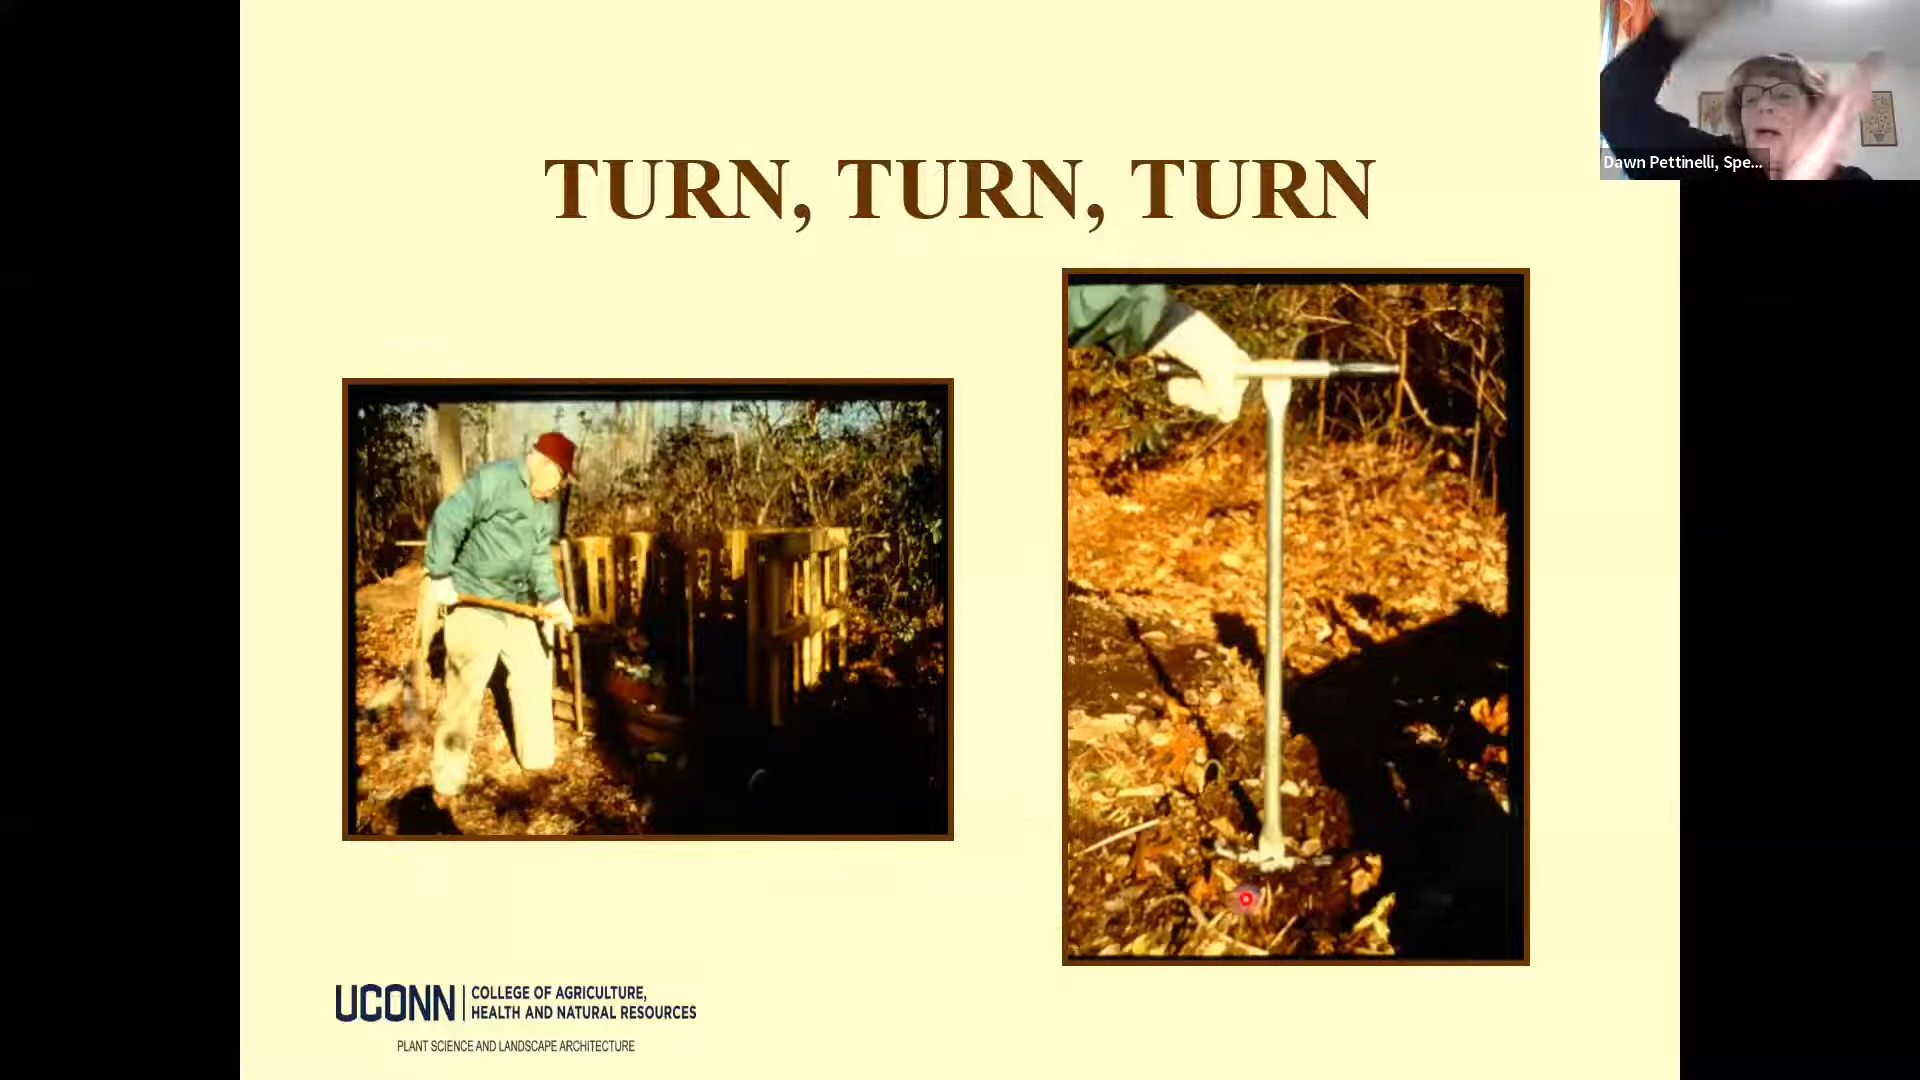 TURN, TURN, TURN
Dawn Pettinelli, Spe...
UCONN
COLLEGE OF AGRICULTURE,
HEALTH AND NATURAL RESOURCES
PLANT SCIENCE AND LANDSCAPE ARCHITECTURE